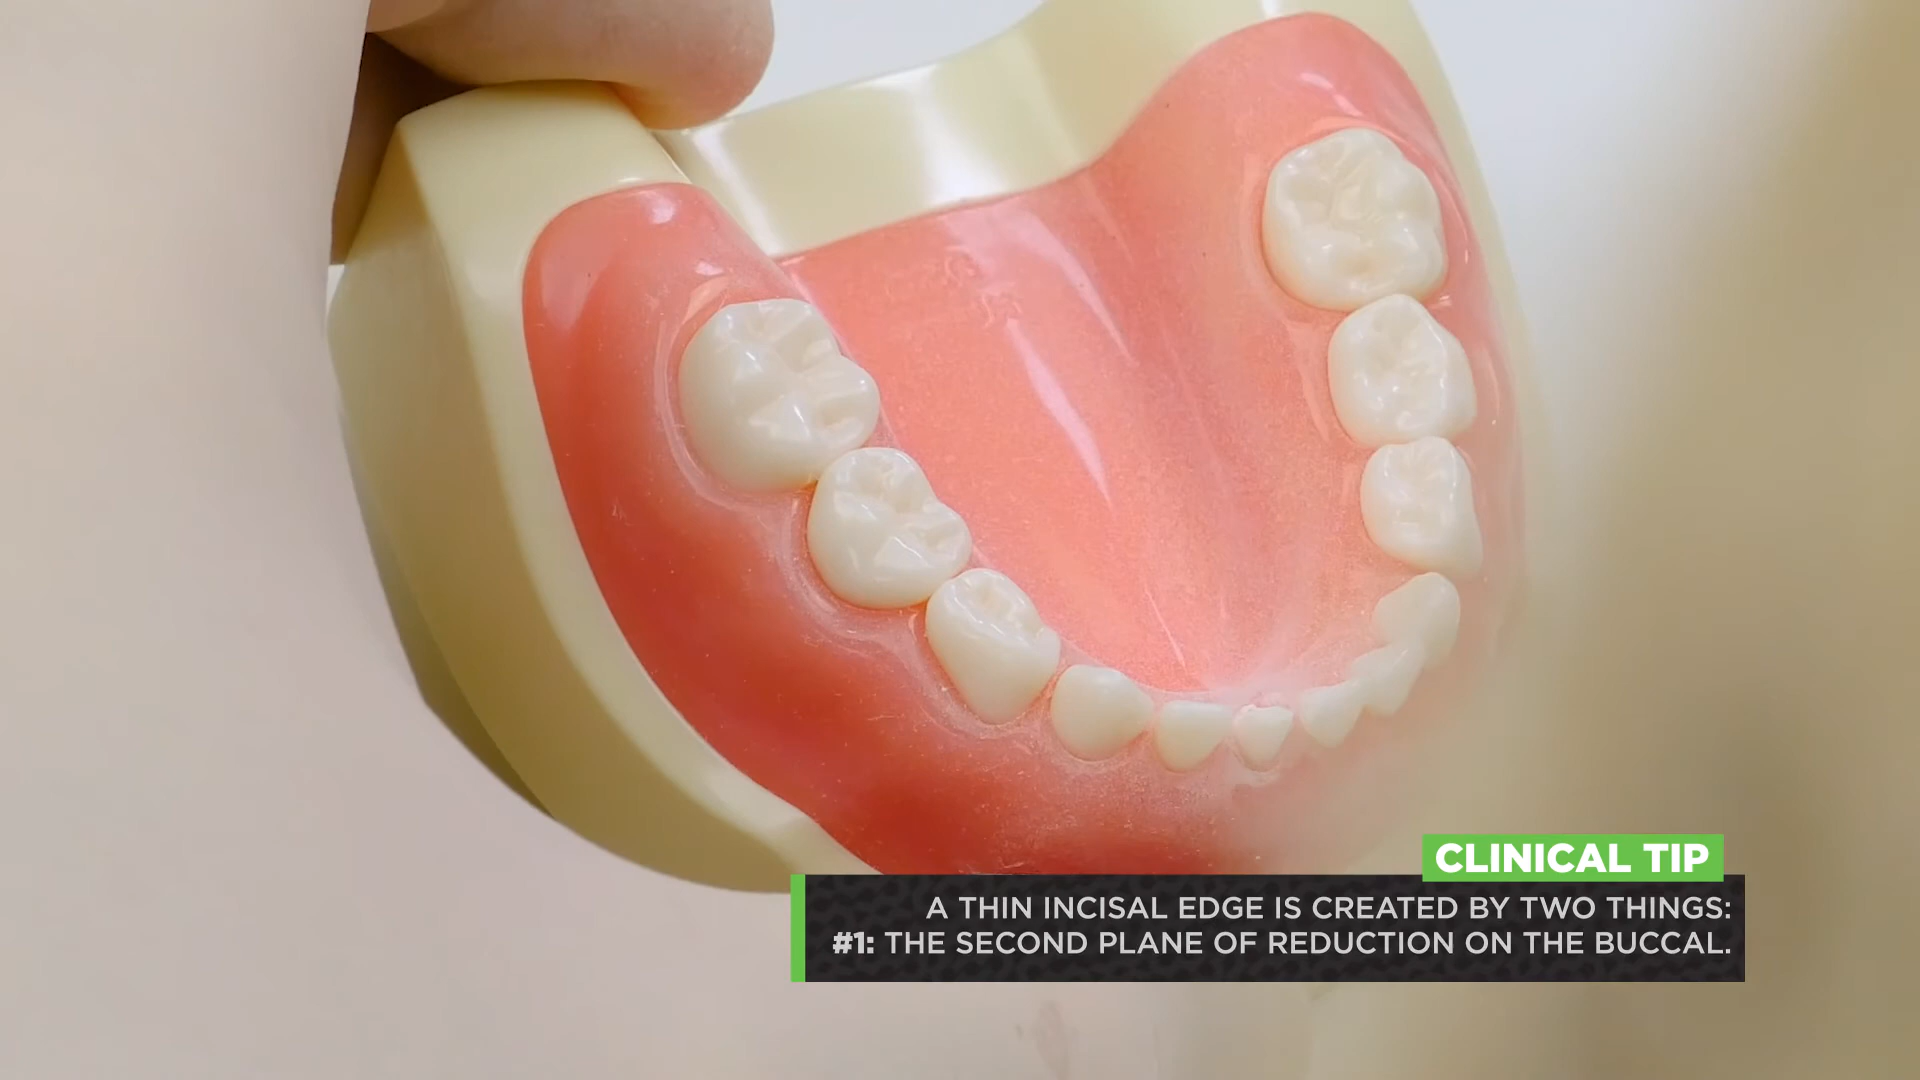 CLINICAL TIP
A THIN INCISAL EDGE IS CREATED BY TWO THINGS:
#1: THE SECOND PLANE OF REDUCTION ON THE BUCCAL.